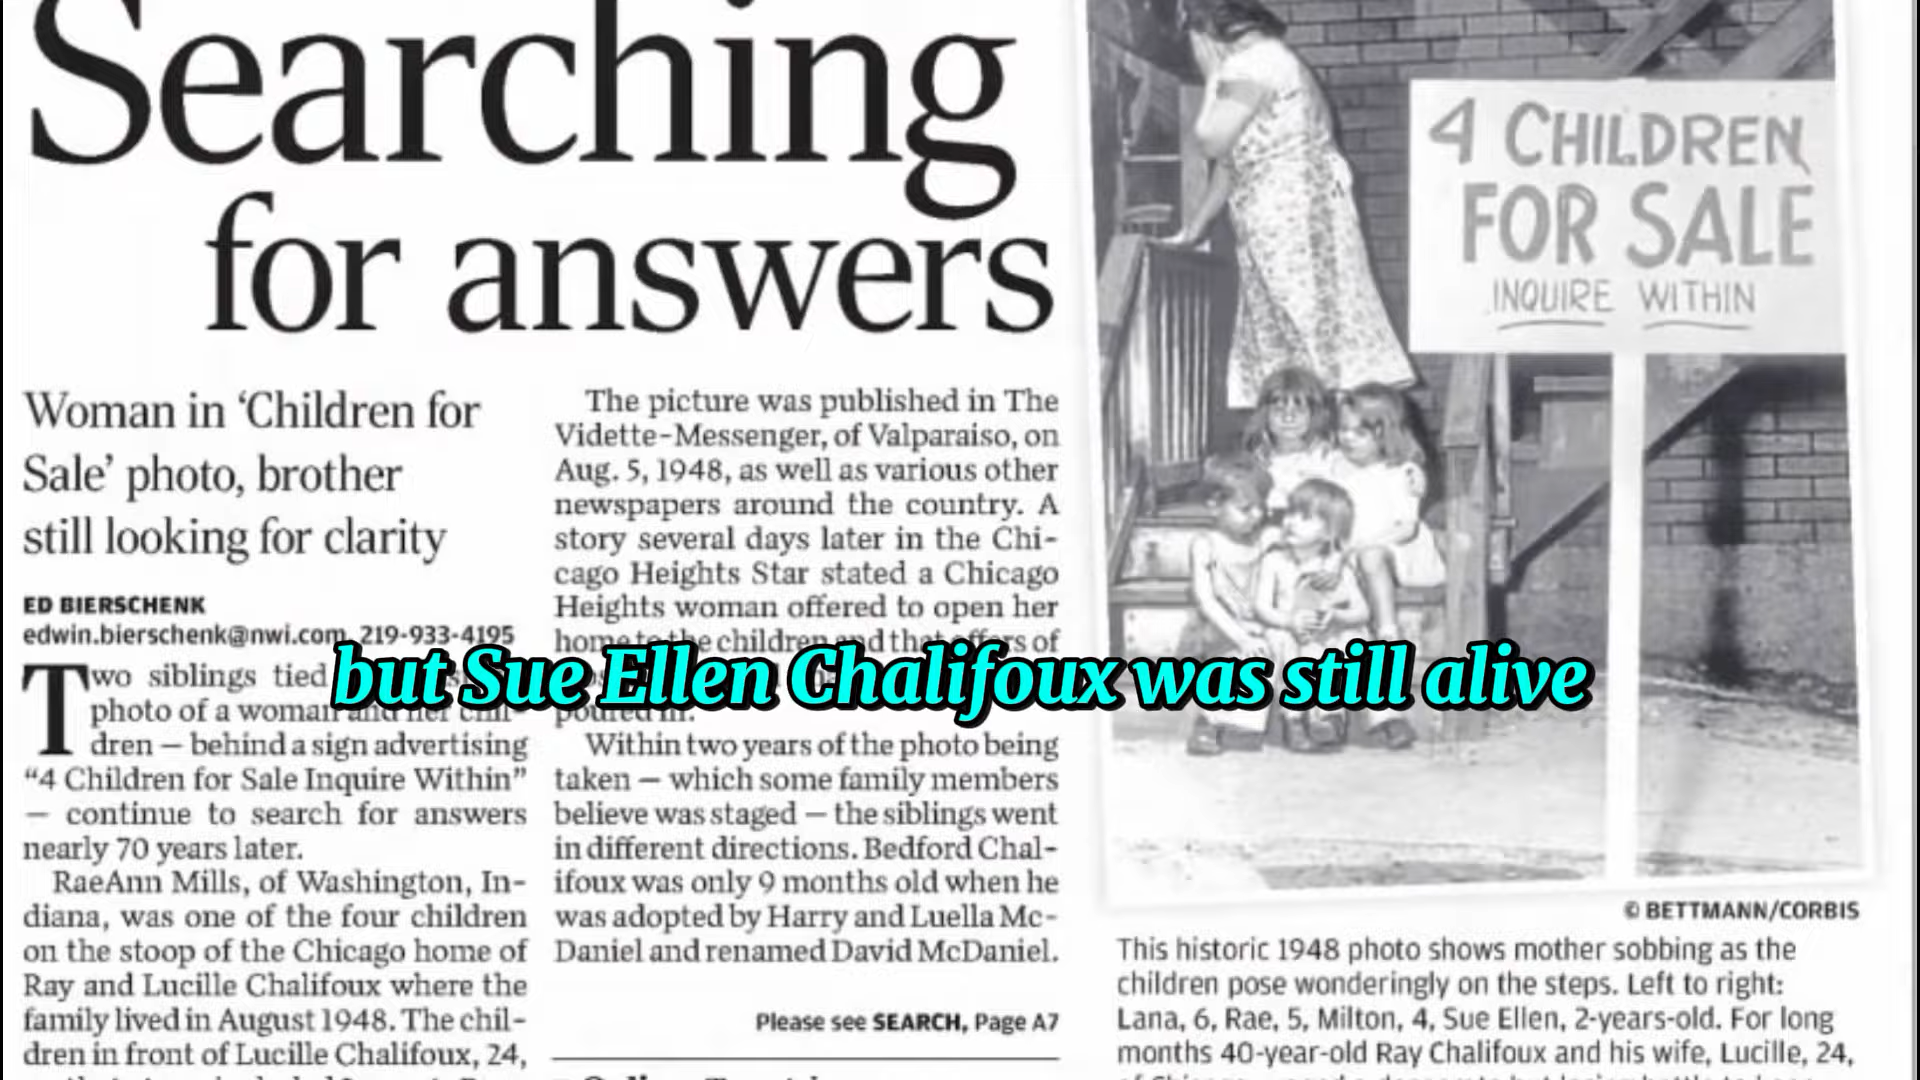 Searching
for answers
Woman in ‘Children for
Sale’ photo, brother
still looking for clarity
ED BIERSCHENK
edwin.bierschenk@nwi.com, 219-933-4195
Two siblings tied
photo of a woman and her chil-
dren — behind a sign advertising
“4 Children for Sale Inquire Within”
— continue to search for answers
nearly 70 years later.
RaeAnn Mills, of Washington, In-
diana, was one of the four children
on the stoop of the Chicago home of
Ray and Lucille Chalifoux where the
family lived in August 1948. The chil-
dren in front of Lucille Chalifoux, 24,
The picture was published in The
Vidette-Messenger, of Valparaiso, on
Aug. 5, 1948, as well as various other
newspapers around the country. A
story several days later in the Chi-
cago Heights Star stated a Chicago
Heights woman offered to open her
home to the children and that offers of
poured in.
Within two years of the photo being
taken — which some family members
believe was staged — the siblings went
in different directions. Bedford Chal-
ifoux was only 9 months old when he
was adopted by Harry and Luella Mc-
Daniel and renamed David McDaniel.
Please see SEARCH, Page A7
4 CHILDREN
FOR SALE
INQUIRE WITHIN
© BETTMANN/CORBIS
This historic 1948 photo shows mother sobbing as the
children pose wonderingly on the steps. Left to right:
Lana, 6, Rae, 5, Milton, 4, Sue Ellen, 2-years-old. For long
months 40-year-old Ray Chalifoux and his wife, Lucille, 24,
but Sue Ellen Chalifoux was still alive